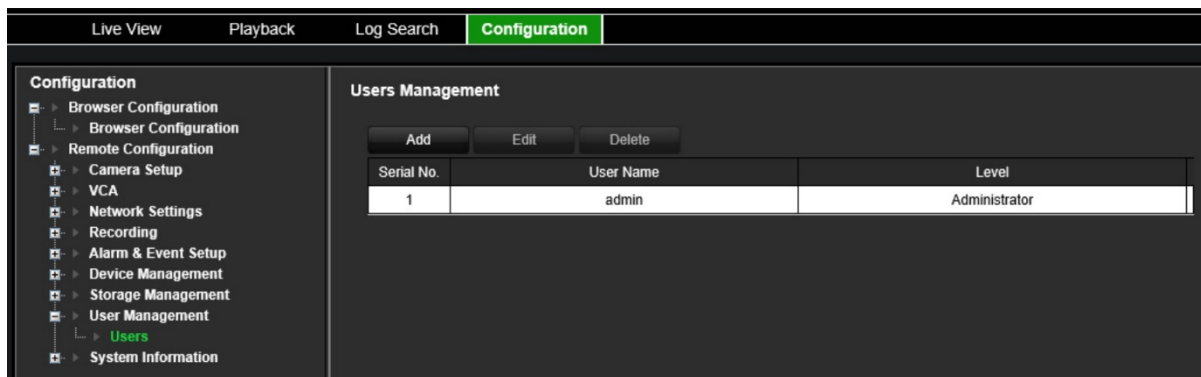 Live View Playback Log Search Configuration
Configuration
Browser Configuration
Browser Configuration
Remote Configuration
Camera Setup
VCA
Network Settings
Recording
Alarm & Event Setup
Device Management
Storage Management
User Management
Users
System Information
Users Management
Add Edit Delete
Serial No. User Name Level
1 admin Administrator